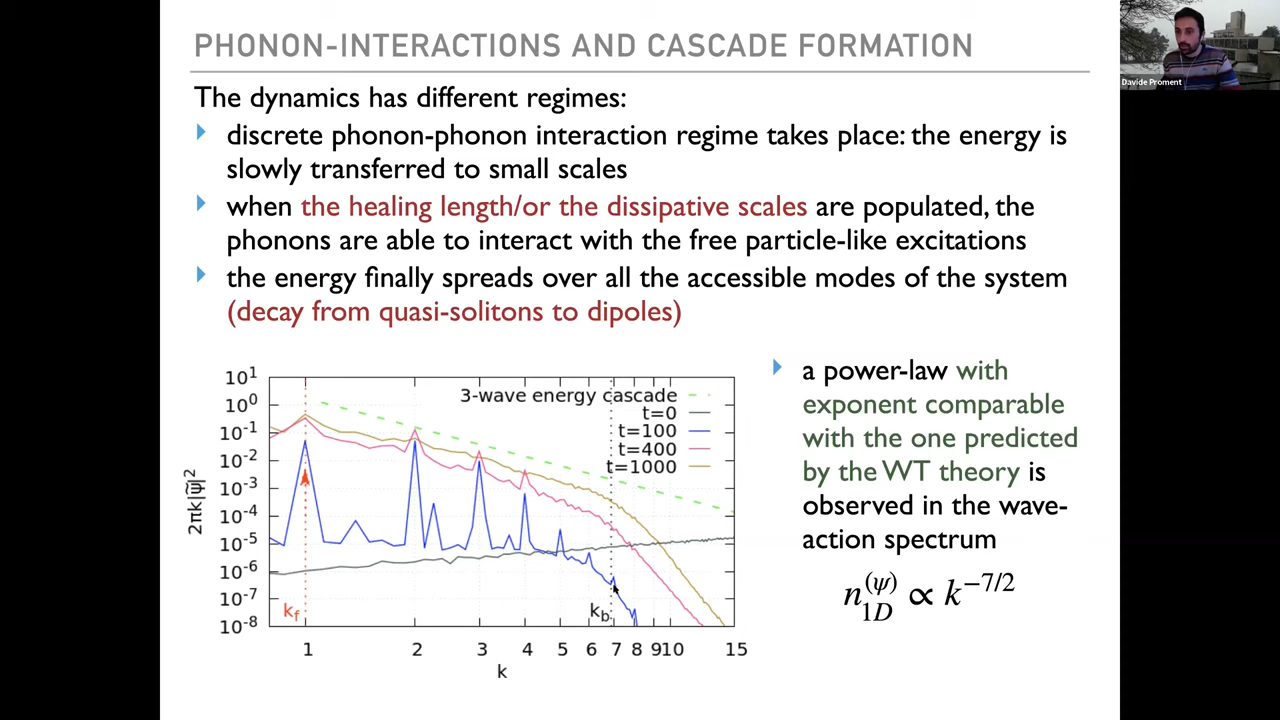 PHONON-INTERACTIONS AND CASCADE FORMATION
Davide Proment
The dynamics has different regimes:
discrete phonon-phonon interaction regime takes place: the energy is
slowly transferred to small scales
when the healing length/or the dissipative scales are populated, the
phonons are able to interact with the free particle-like excitations
the energy finally spreads over all the accessible modes of the system
(decay from quasi-solitons to dipoles)
3-wave energy cascade
t=0
t=100
t=400
t=1000
10^1
10^0
10^-1
10^-2
10^-3
10^-4
10^-5
10^-6
10^-7
10^-8
2πk|ψ̃|^2
k_f
k_b
1 2 3 4 5 6 7 8 9 10 15
k
a power-law with
exponent comparable
with the one predicted
by the WT theory is
observed in the wave-
action spectrum
n_{1D}^{(ψ)} ∝ k^{-7/2}